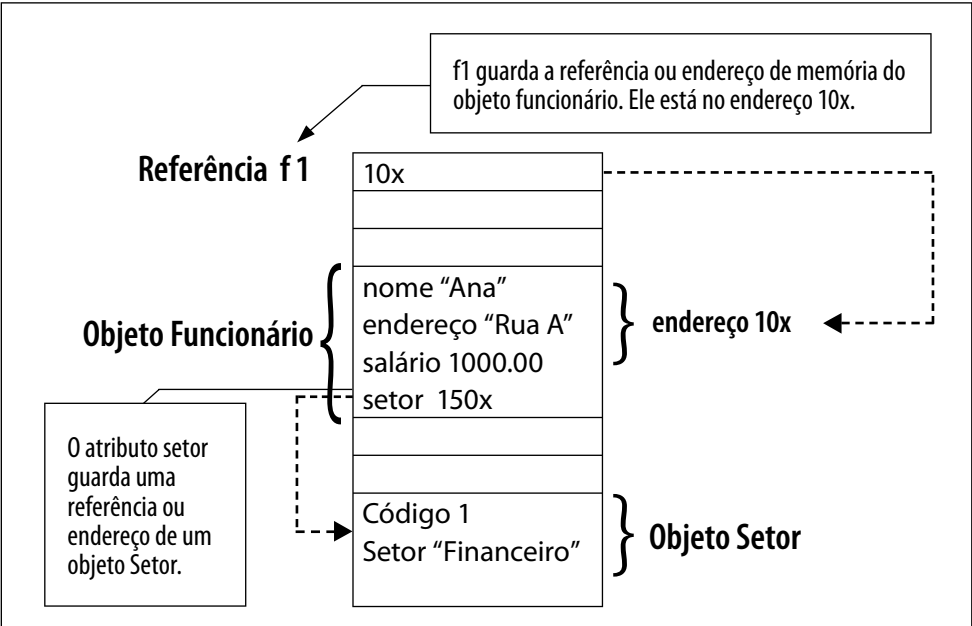 f1 guarda a referência ou endereço de memória do
objeto funcionário. Ele está no endereço 10x.
Referência f1
10x
Objeto Funcionário
nome “Ana”
endereço “Rua A”
salário 1000.00
setor 150x
endereço 10x
O atributo setor
guarda uma
referência ou
endereço de um
objeto Setor.
Código 1
Setor “Financeiro”
Objeto Setor